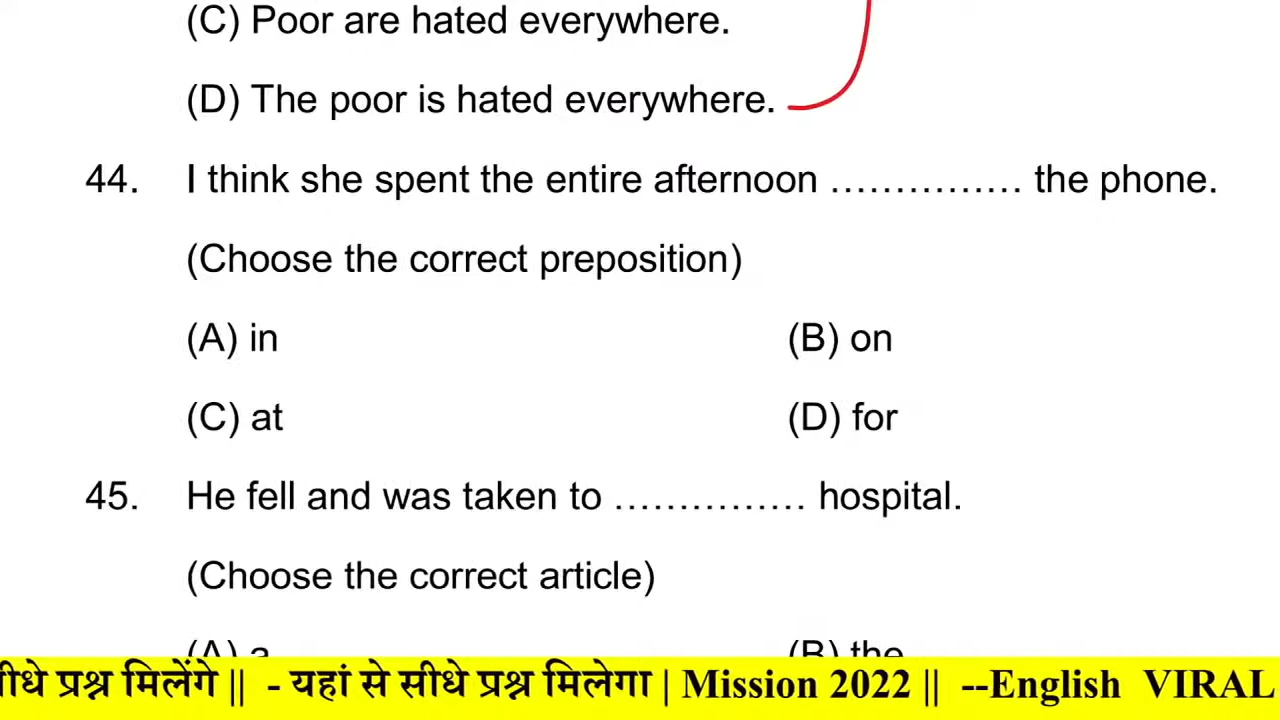 (C) Poor are hated everywhere.
(D) The poor is hated everywhere.
44. I think she spent the entire afternoon …………… the phone.
(Choose the correct preposition)
(A) in (B) on
(C) at (D) for
45. He fell and was taken to …………… hospital.
(Choose the correct article)
(A) a (B) the
सीधे प्रश्न मिलेंगे || - यहां से सीधे प्रश्न मिलेगा | Mission 2022 || --English VIRAL